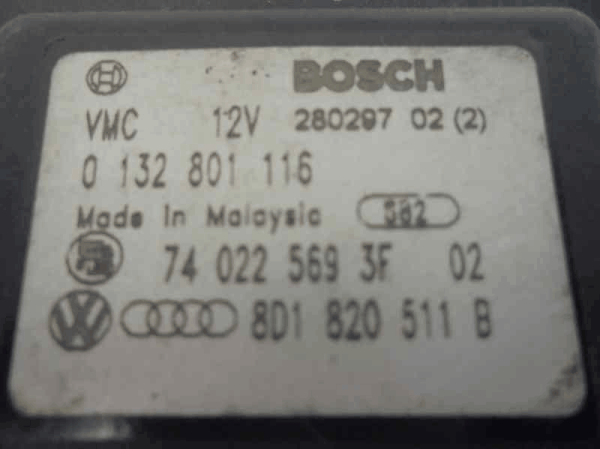 BOSCH
VMC 12V 280297 02 (2)
0 132 801 116
Made in Malaysia 582
74 022 569 3F 02
VW 8D1 820 511 B